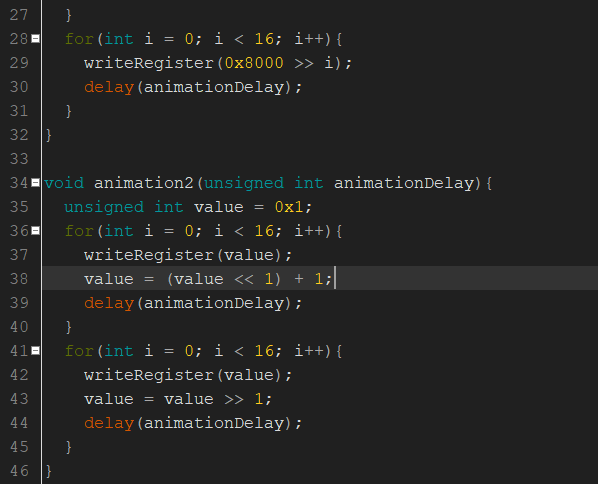 27   }
28   for(int i = 0; i < 16; i++){
29     writeRegister(0x8000 >> i);
30     delay(animationDelay);
31   }
32 }
33
34 void animation2(unsigned int animationDelay){
35   unsigned int value = 0x1;
36   for(int i = 0; i < 16; i++){
37     writeRegister(value);
38     value = (value << 1) + 1;
39     delay(animationDelay);
40   }
41   for(int i = 0; i < 16; i++){
42     writeRegister(value);
43     value = value >> 1;
44     delay(animationDelay);
45   }
46 }